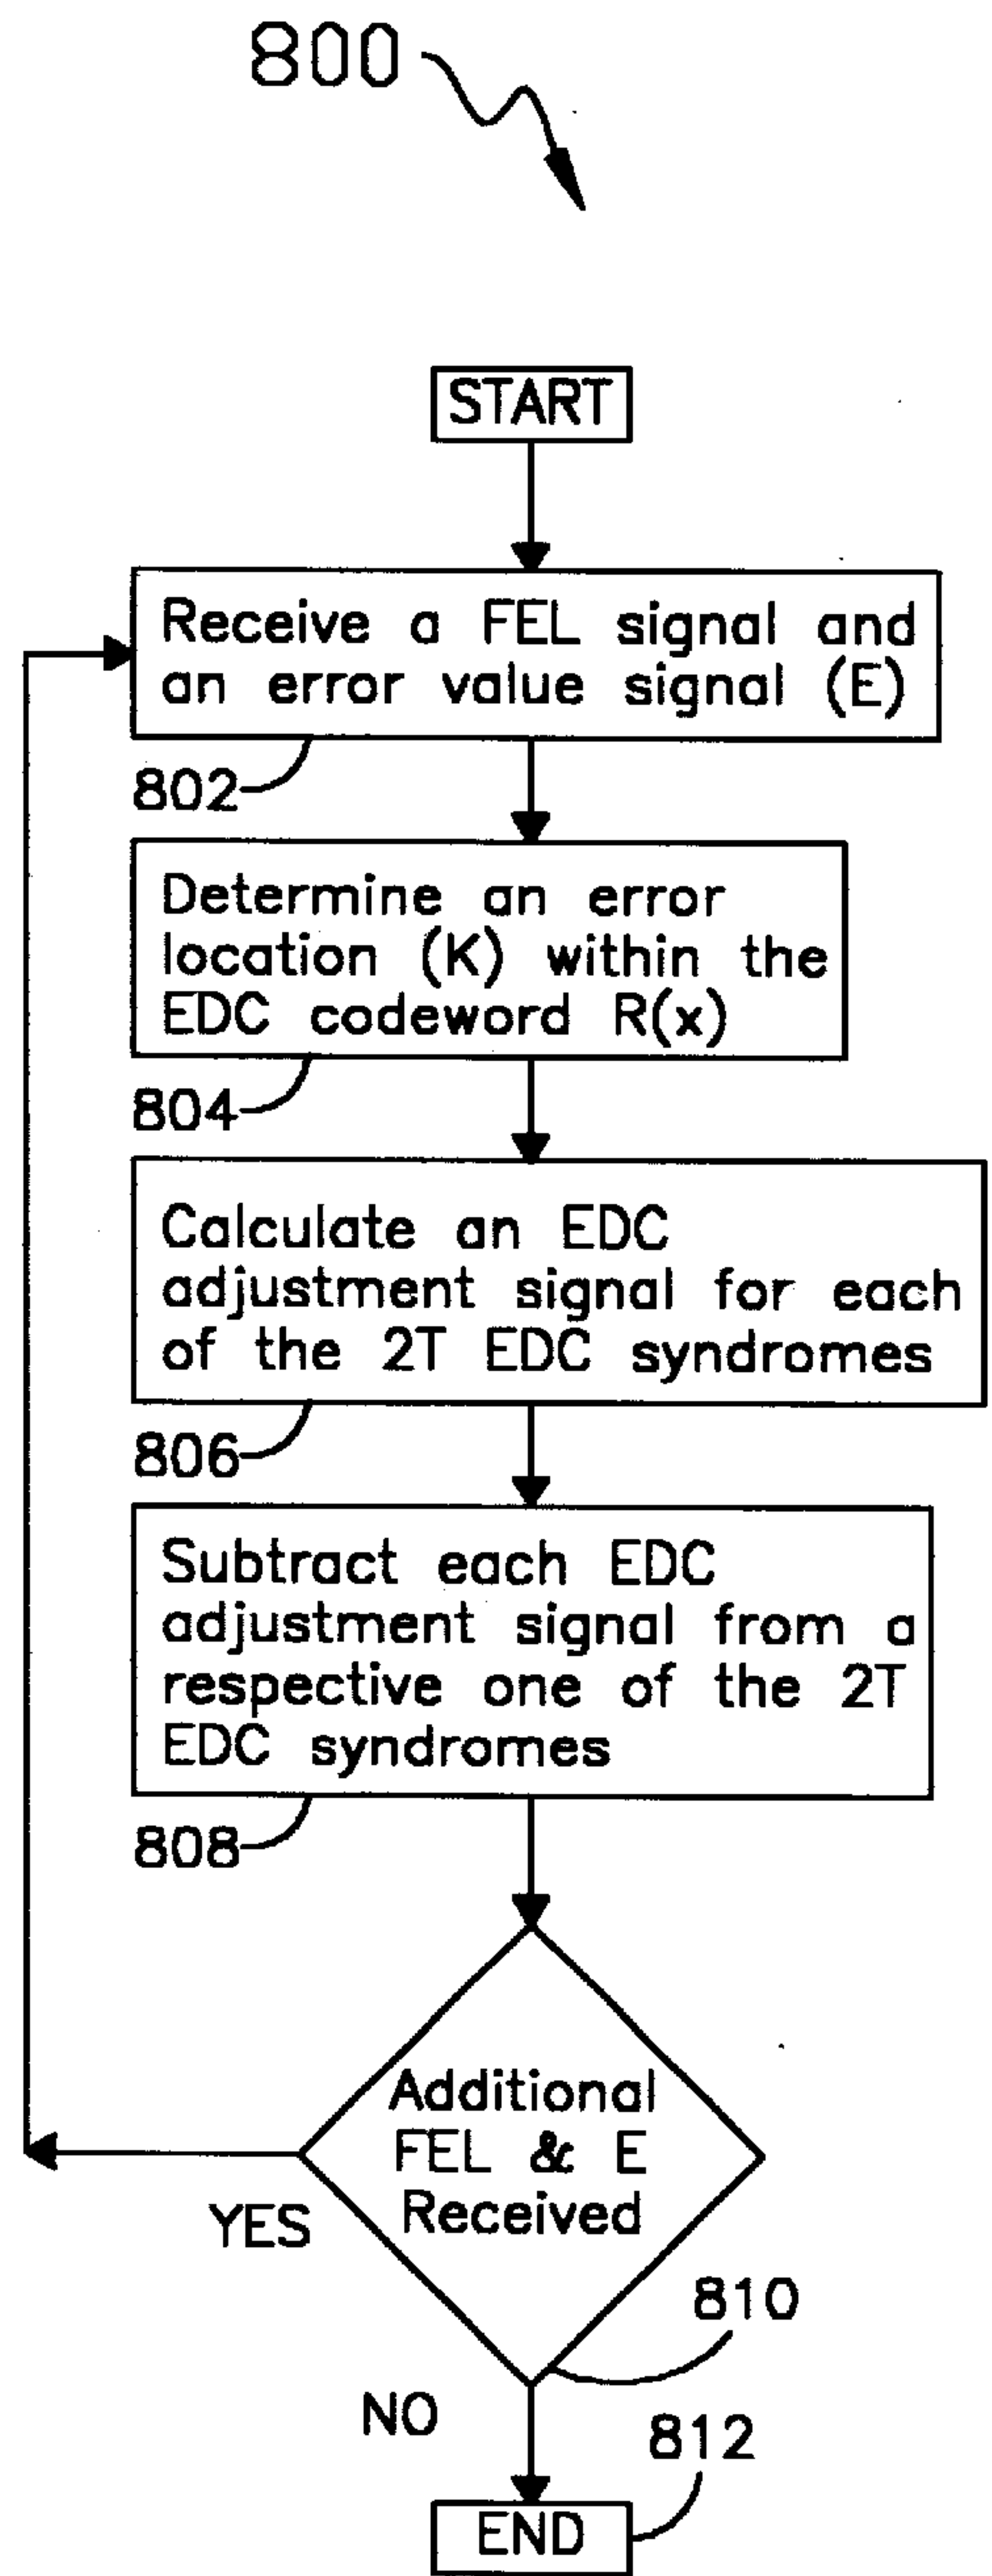 800
START
Receive a FEL signal and
an error value signal (E)
802
Determine an error
location (K) within the
EDC codeword R(x)
804
Calculate an EDC
adjustment signal for each
of the 2T EDC syndromes
806
Subtract each EDC
adjustment signal from a
respective one of the 2T
EDC syndromes
808
Additional
FEL & E
Received
YES
810
NO
812
END